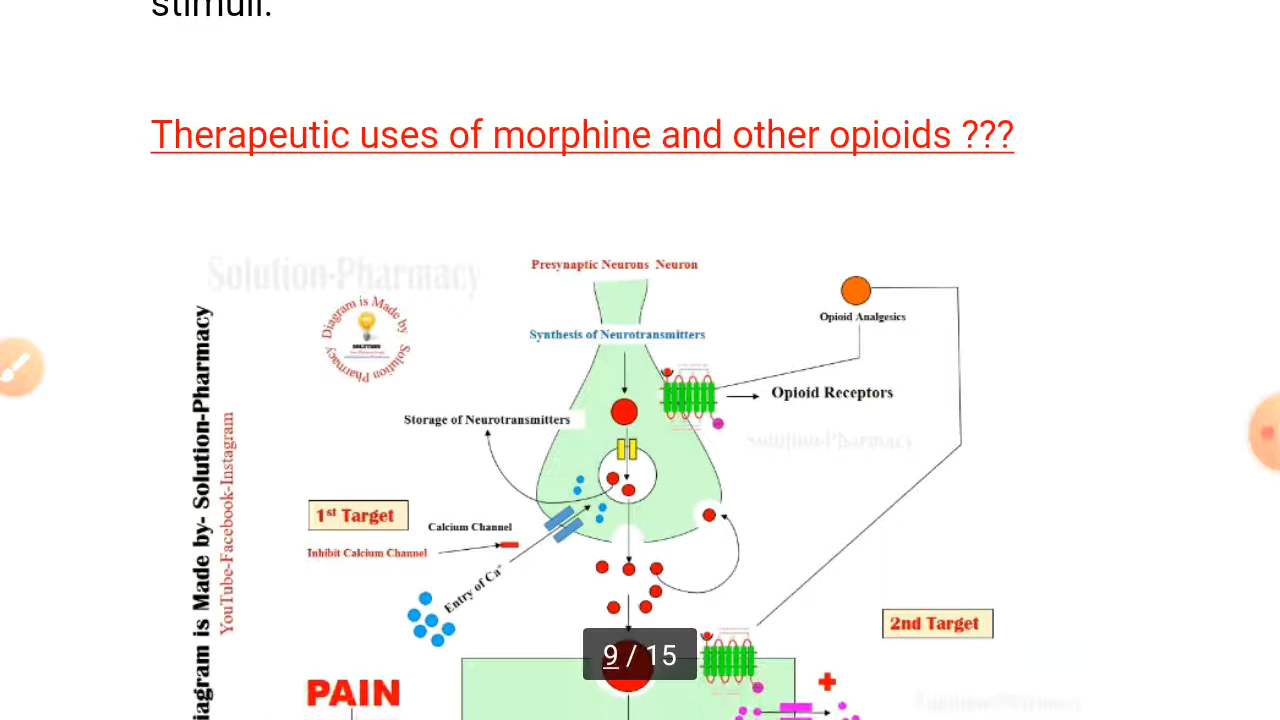 stimuli.
Therapeutic uses of morphine and other opioids ???
Solution-Pharmacy
Presynaptic Neurons Neuron
Diagram is Made by Solution Pharmacy
SOLUTION
Opioid Analgesics
Synthesis of Neurotransmitters
Opioid Receptors
Storage of Neurotransmitters
Solution-Pharmacy
1st Target
Calcium Channel
Inhibit Calcium Channel
Entry of Ca+
2nd Target
9 / 15
PAIN
+
iagram is Made by- Solution-Pharmacy
YouTube-Facebook-Instagram